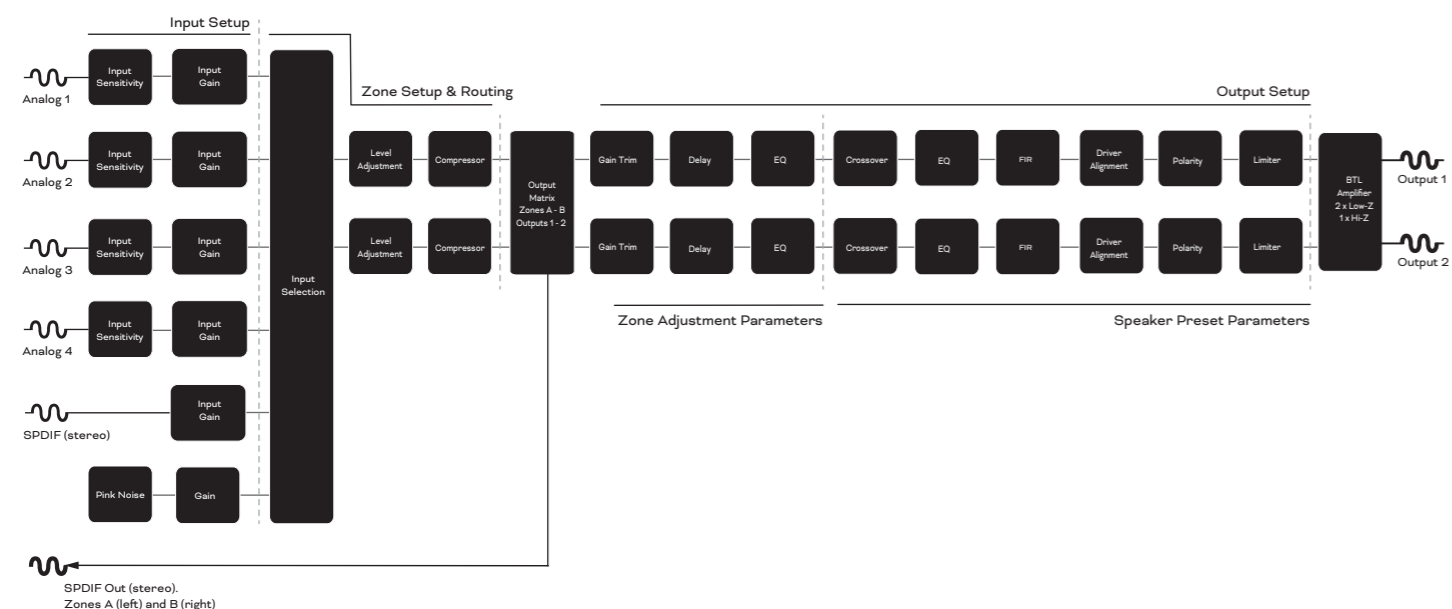 Input Setup
Zone Setup & Routing
Output Setup
Analog 1
Input
Sensitivity
Input
Gain
Analog 2
Input
Sensitivity
Input
Gain
Analog 3
Input
Sensitivity
Input
Gain
Analog 4
Input
Sensitivity
Input
Gain
SPDIF (stereo)
Input
Gain
Pink Noise
Gain
Input
Selection
Level
Adjustment
Compressor
Level
Adjustment
Compressor
Output
Matrix
Zones A - B
Outputs 1 - 2
Gain Trim
Delay
EQ
Crossover
EQ
FIR
Driver
Alignment
Polarity
Limiter
Gain Trim
Delay
EQ
Crossover
EQ
FIR
Driver
Alignment
Polarity
Limiter
BTL
Amplifier
2 x Low-Z
1 x Hi-Z
Output 1
Output 2
Zone Adjustment Parameters
Speaker Preset Parameters
SPDIF Out (stereo).
Zones A (left) and B (right)